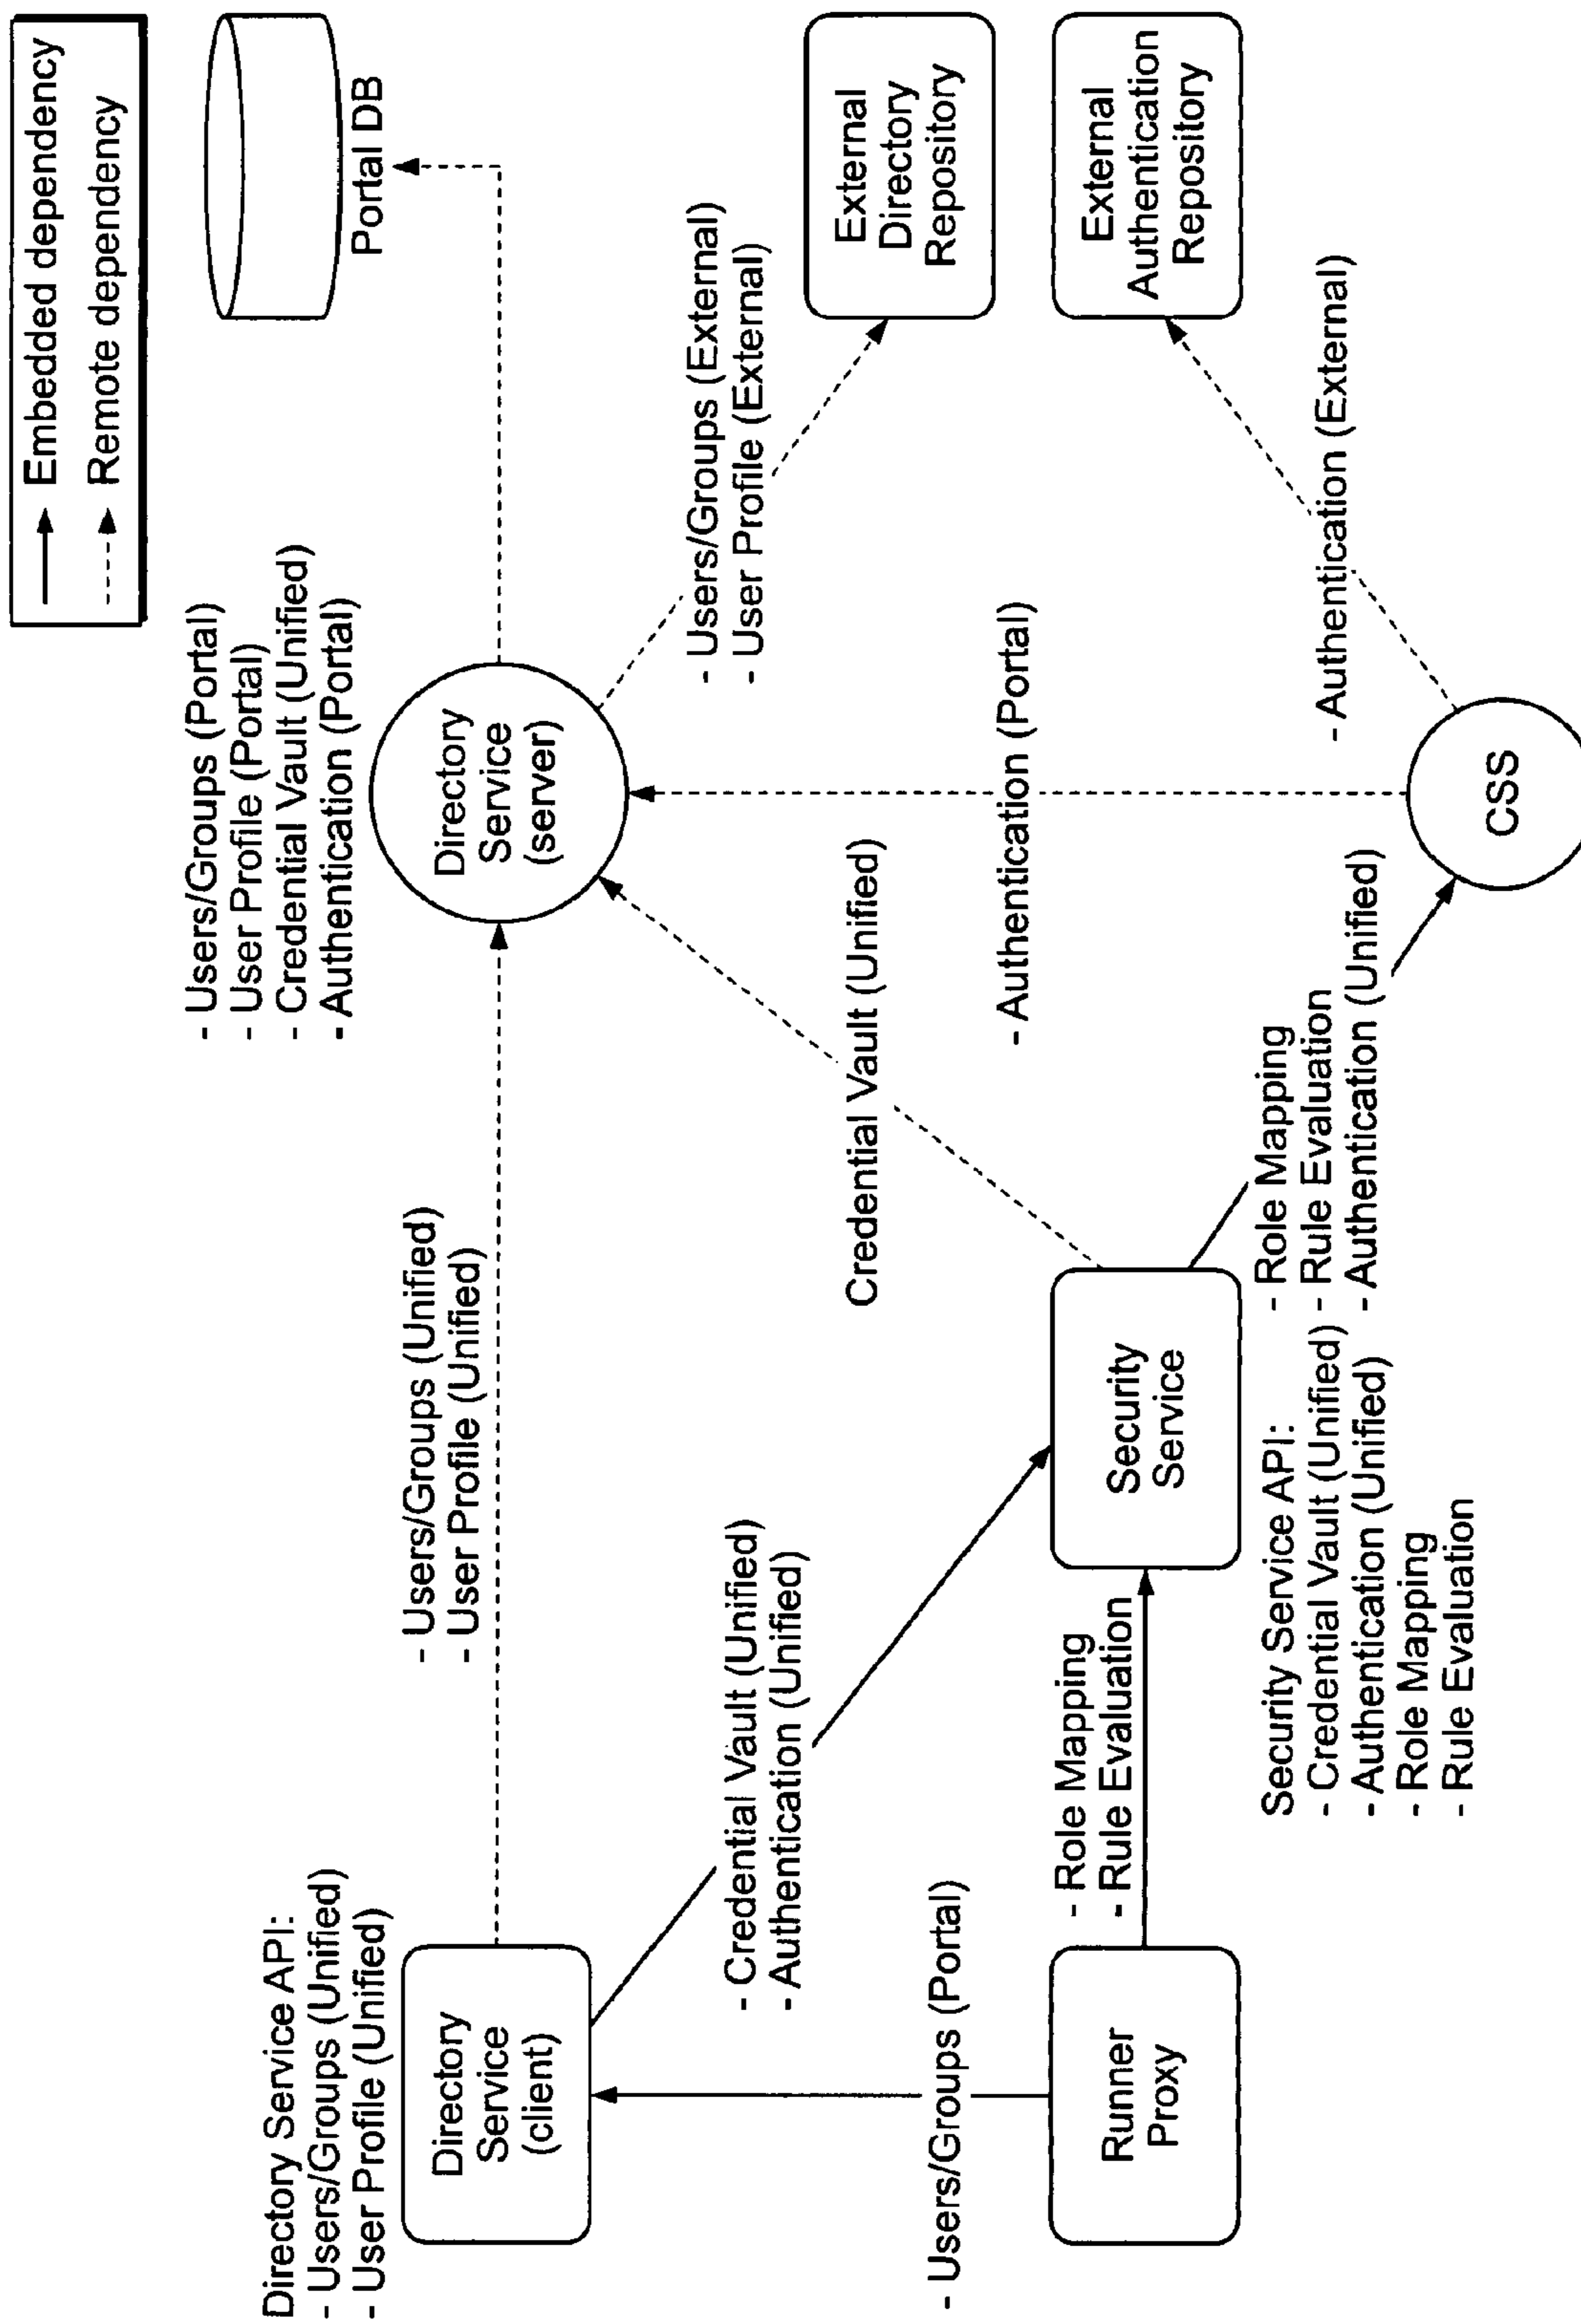 Embedded dependency
Remote dependency
Portal DB
- Users/Groups (Portal)
- User Profile (Portal)
- Credential Vault (Unified)
- Authentication (Portal)
Directory Service API:
- Users/Groups (Unified)
- User Profile (Unified)
Directory
Service
(client)
- Users/Groups (Unified)
- User Profile (Unified)
Directory
Service
(server)
- Users/Groups (External)
- User Profile (External)
External
Directory
Repository
- Credential Vault (Unified)
- Authentication (Unified)
Credential Vault (Unified)
- Authentication (Portal)
- Users/Groups (Portal)
Runner
Proxy
- Role Mapping
- Rule Evaluation
Security
Service
External
Authentication
Repository
- Authentication (External)
- Role Mapping
- Rule Evaluation
- Authentication (Unified)
CSS
Security Service API:
- Credential Vault (Unified)
- Authentication (Unified)
- Role Mapping
- Rule Evaluation